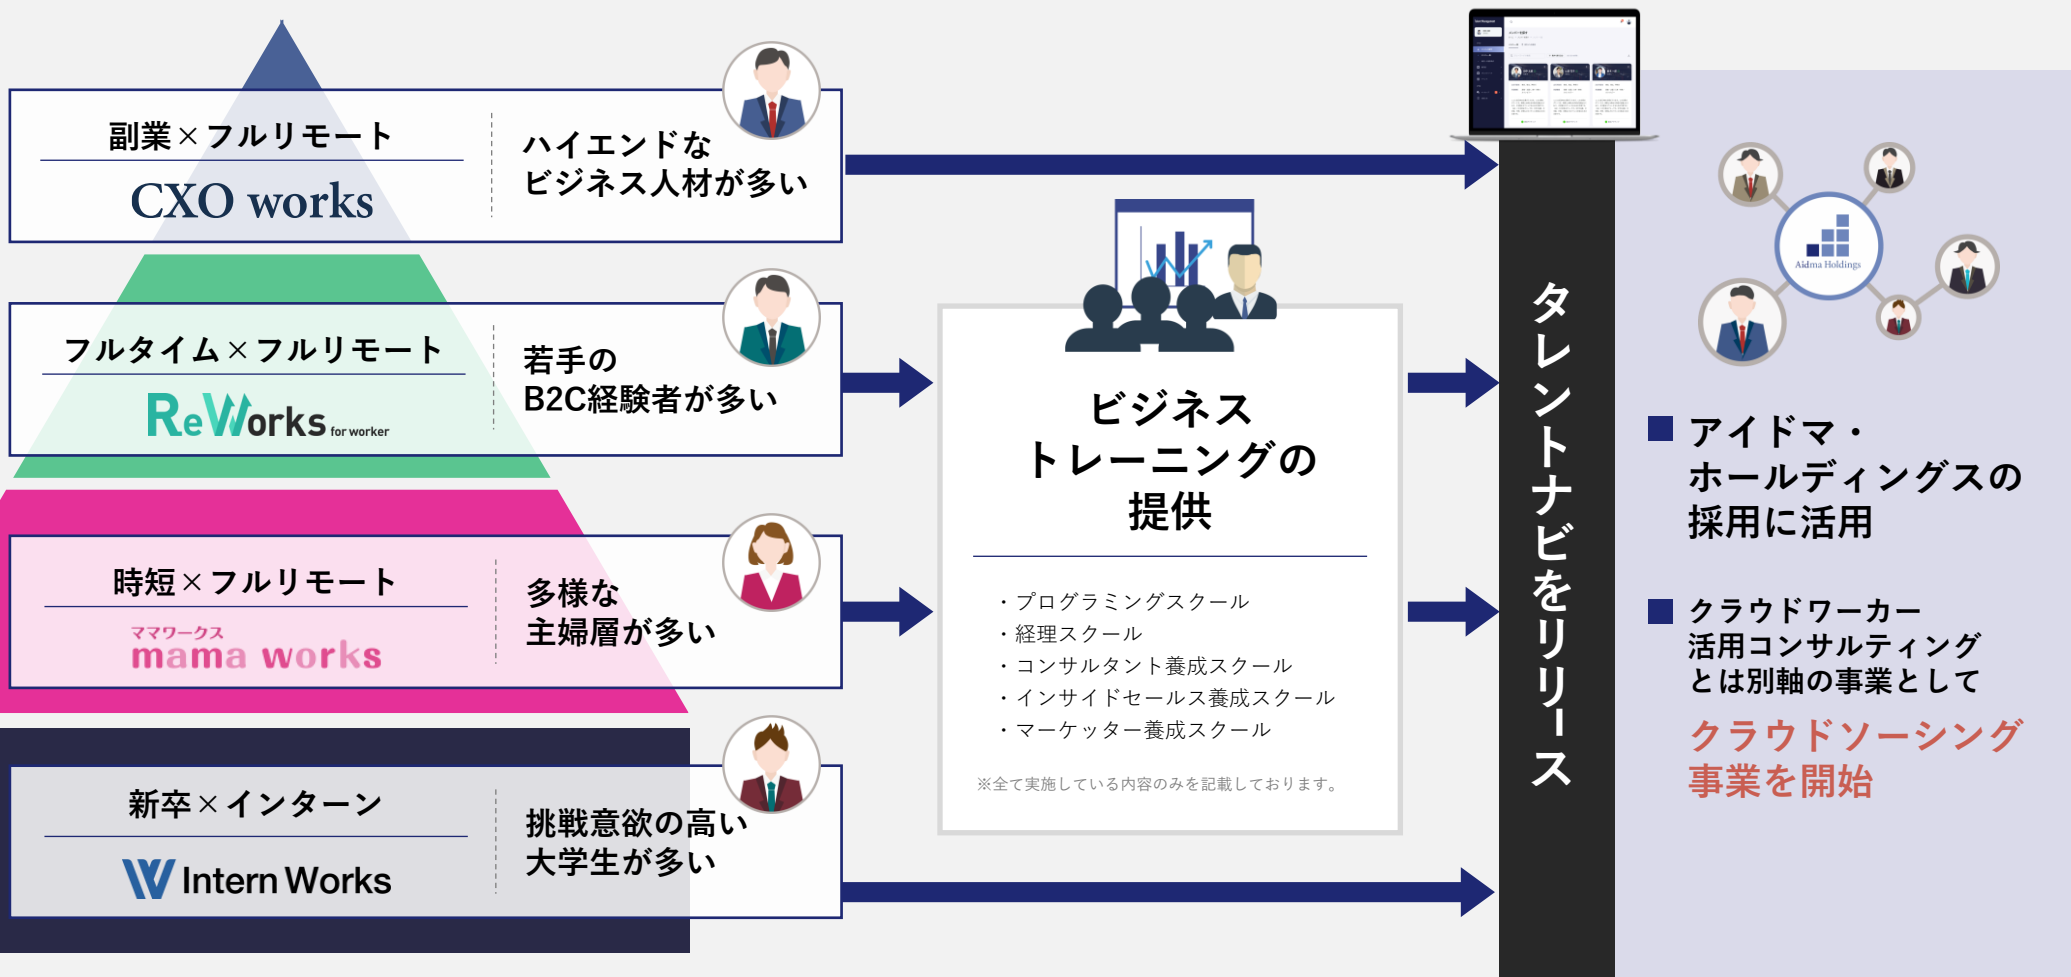 副業×フルリモート
CXO works
ハイエンドな
ビジネス人材が多い
フルタイム×フルリモート
ReWorks for worker
若手の
B2C経験者が多い
時短×フルリモート
ママワークス
mama works
多様な
主婦層が多い
新卒×インターン
Intern Works
挑戦意欲の高い
大学生が多い
ビジネス
トレーニングの
提供
・プログラミングスクール
・経理スクール
・コンサルタント養成スクール
・インサイドセールス養成スクール
・マーケッター養成スクール
※全て実施している内容のみを記載しております。
タレントナビをリリース
Aidma Holdings
アイドマ・
ホールディングスの
採用に活用
クラウドワーカー
活用コンサルティング
とは別軸の事業として
クラウドソーシング
事業を開始